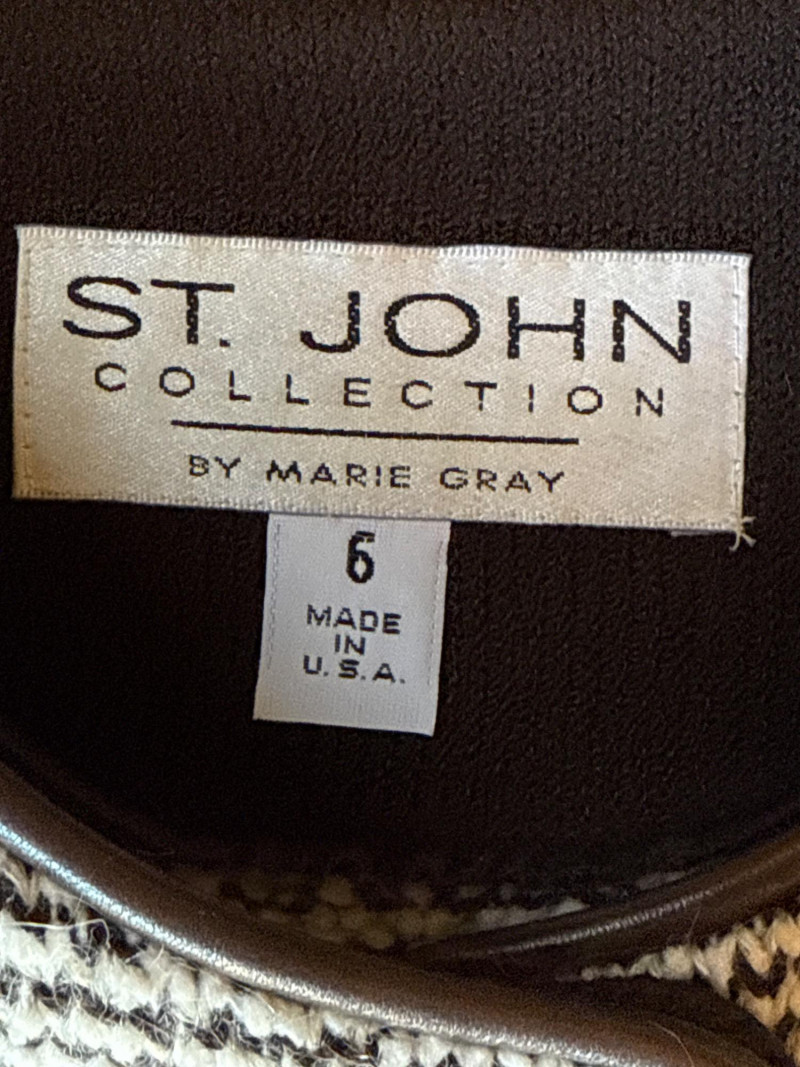 ST. JOHN
COLLECTION
BY MARIE GRAY
6
MADE
IN
U.S.A.